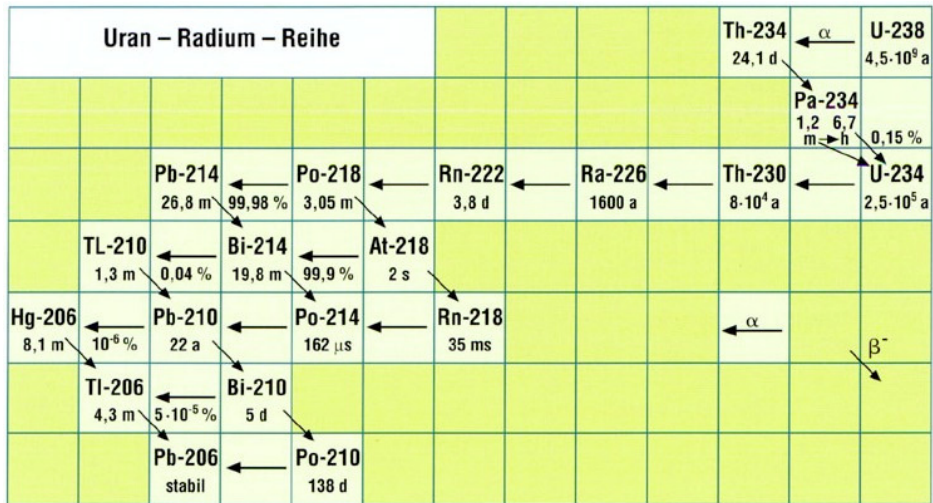 Uran – Radium – Reihe
Th-234 α U-238
24,1 d 4,5·10⁹ a
Pa-234
1,2 6,7
m h 0,15 %
Pb-214 Po-218 Rn-222 Ra-226 Th-230 U-234
26,8 m 99,98 % 3,05 m 3,8 d 1600 a 8·10⁴ a 2,5·10⁵ a
TL-210 Bi-214 At-218
1,3 m 0,04 % 19,8 m 99,9 % 2 s
Hg-206 Pb-210 Po-214 Rn-218 α
8,1 m 10⁻⁶ % 22 a 162 µs 35 ms β⁻
Tl-206 Bi-210
4,3 m 5·10⁻⁵ % 5 d
Pb-206 Po-210
stabil 138 d